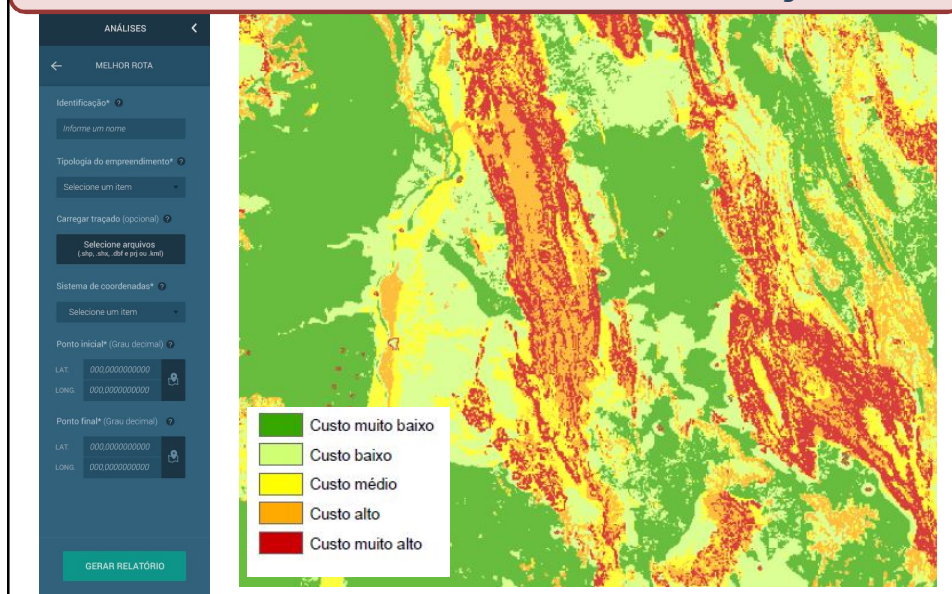 ANÁLISES
MELHOR ROTA
Identificação* ?
Informe um nome
Tipologia do empreendimento* ?
Selecione um item
Carregar traçado (opcional) ?
Selecione arquivos
(.shp, .shx, .dbf e prj ou .kml)
Sistema de coordenadas* ?
Selecione um item
Ponto inicial* (Grau decimal) ?
LAT. 000,0000000000
LONG. 000,0000000000
Ponto final* (Grau decimal) ?
LAT. 000,0000000000
LONG. 000,0000000000
GERAR RELATÓRIO
Custo muito baixo
Custo baixo
Custo médio
Custo alto
Custo muito alto